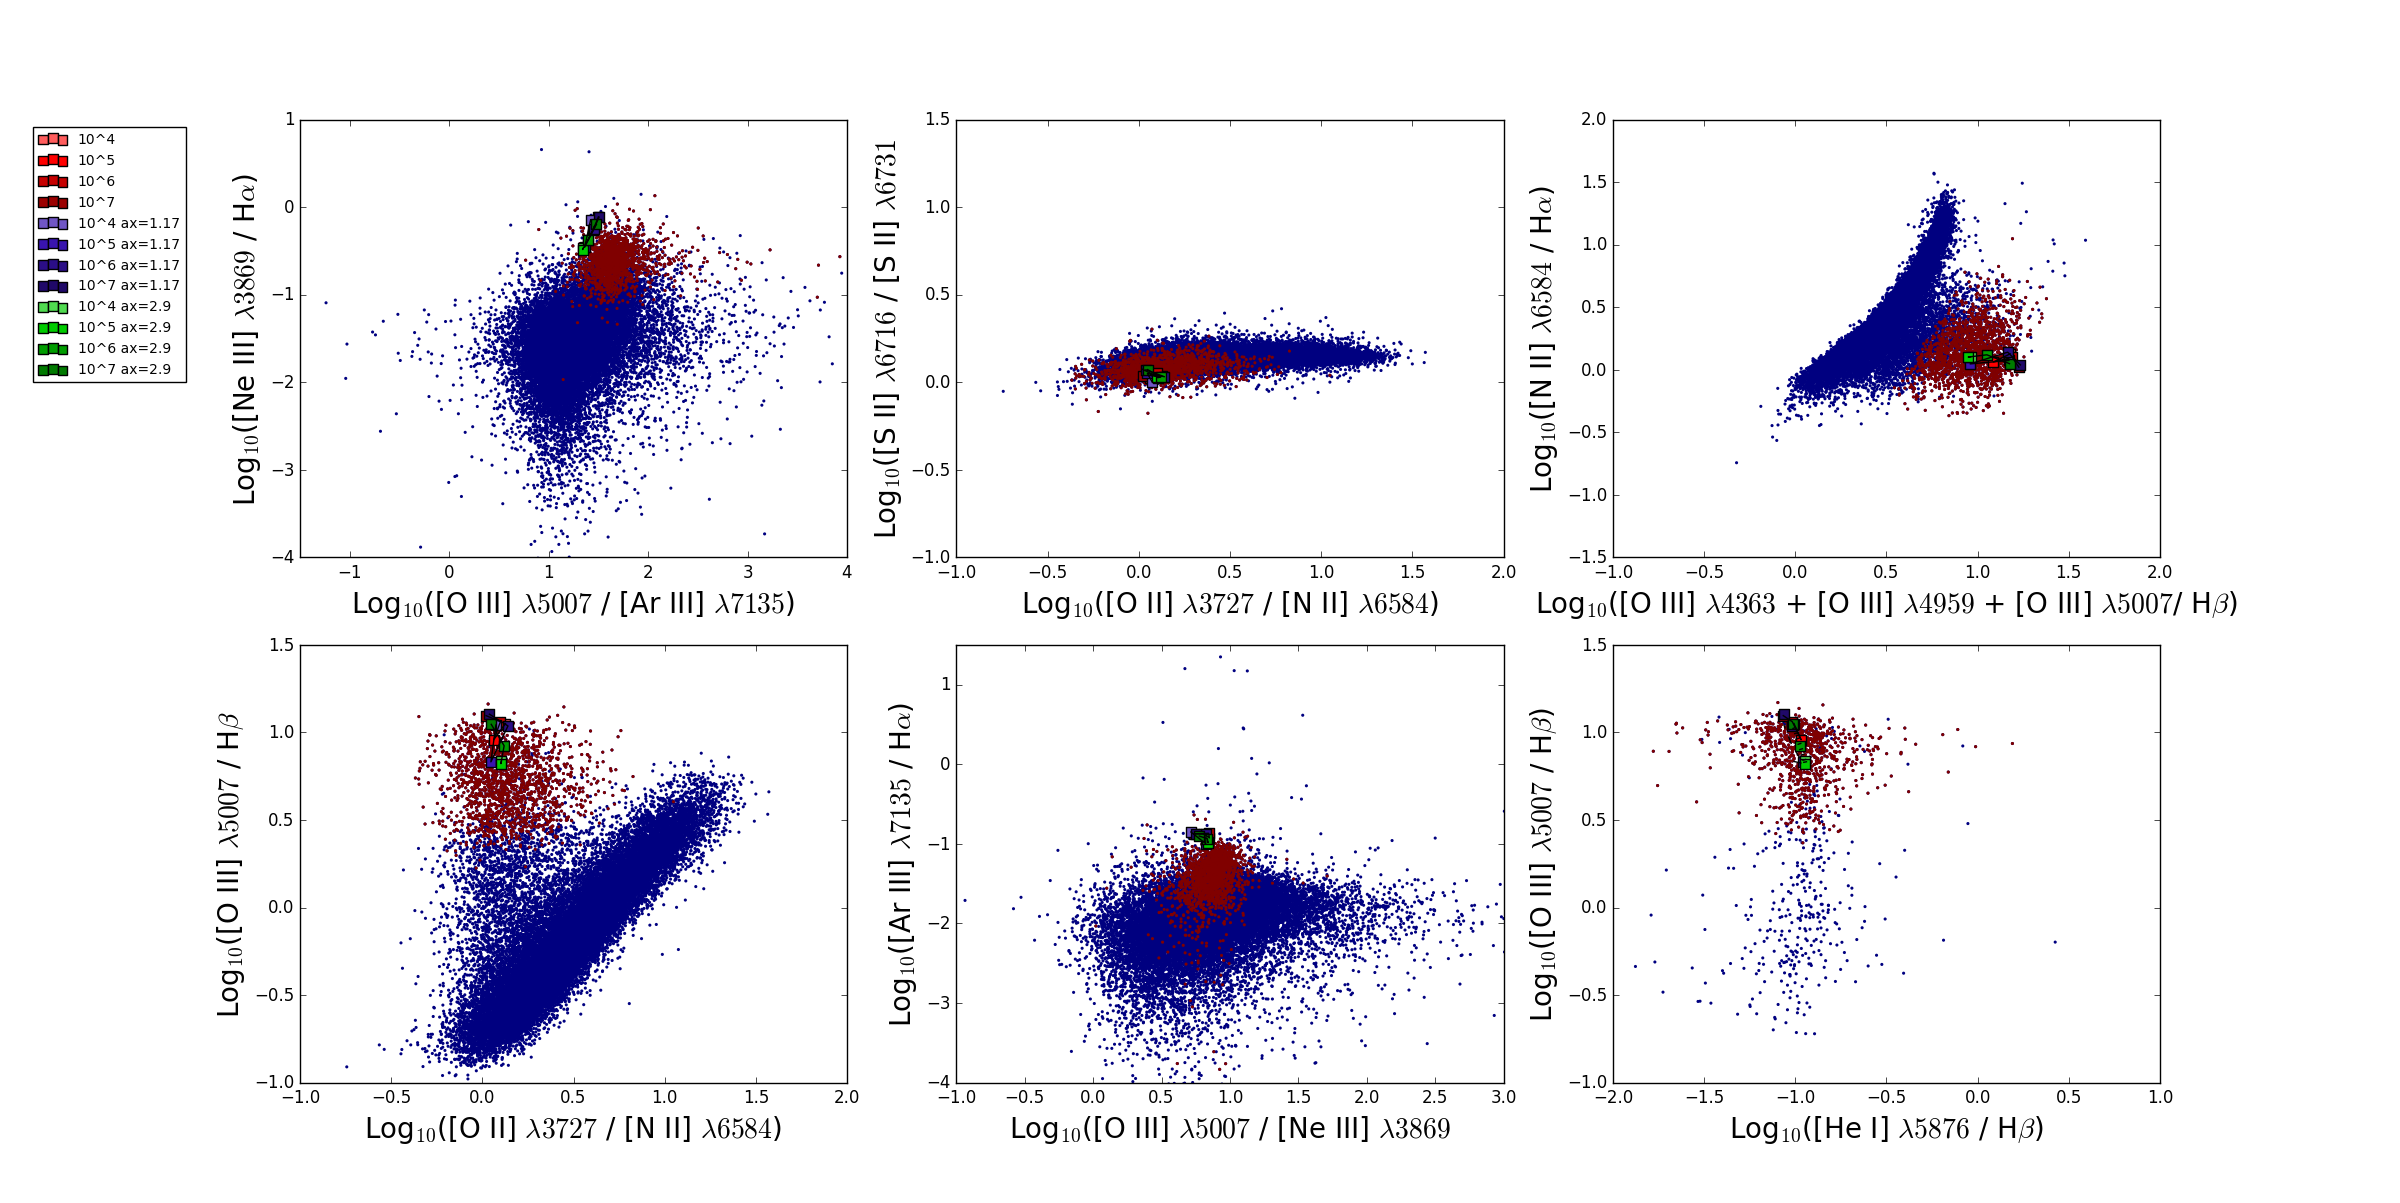 10^4
10^5
10^6
10^7
10^4 ax=1.17
10^5 ax=1.17
10^6 ax=1.17
10^7 ax=1.17
10^4 ax=2.9
10^5 ax=2.9
10^6 ax=2.9
10^7 ax=2.9
1
0
−1
−2
−3
−4
Log₁₀([Ne III] λ3869 / Hα)
−1 0 1 2 3 4
Log₁₀([O III] λ5007 / [Ar III] λ7135)
1.5
1.0
0.5
0.0
−0.5
−1.0
Log₁₀([S II] λ6716 / [S II] λ6731
−1.0 −0.5 0.0 0.5 1.0 1.5 2.0
Log₁₀([O II] λ3727 / [N II] λ6584)
2.0
1.5
1.0
0.5
0.0
−0.5
−1.0
−1.5
Log₁₀([N II] λ6584 / Hα)
−1.0 −0.5 0.0 0.5 1.0 1.5 2.0
Log₁₀([O III] λ4363 + [O III] λ4959 + [O III] λ5007/ Hβ)
1.5
1.0
0.5
0.0
−0.5
−1.0
Log₁₀([O III] λ5007 / Hβ
−1.0 −0.5 0.0 0.5 1.0 1.5 2.0
Log₁₀([O II] λ3727 / [N II] λ6584)
1
0
−1
−2
−3
−4
Log₁₀([Ar III] λ7135 / Hα)
−1.0 −0.5 0.0 0.5 1.0 1.5 2.0 2.5 3.0
Log₁₀([O III] λ5007 / [Ne III] λ3869
1.5
1.0
0.5
0.0
−0.5
−1.0
Log₁₀([O III] λ5007 / Hβ)
−2.0 −1.5 −1.0 −0.5 0.0 0.5 1.0
Log₁₀([He I] λ5876 / Hβ)